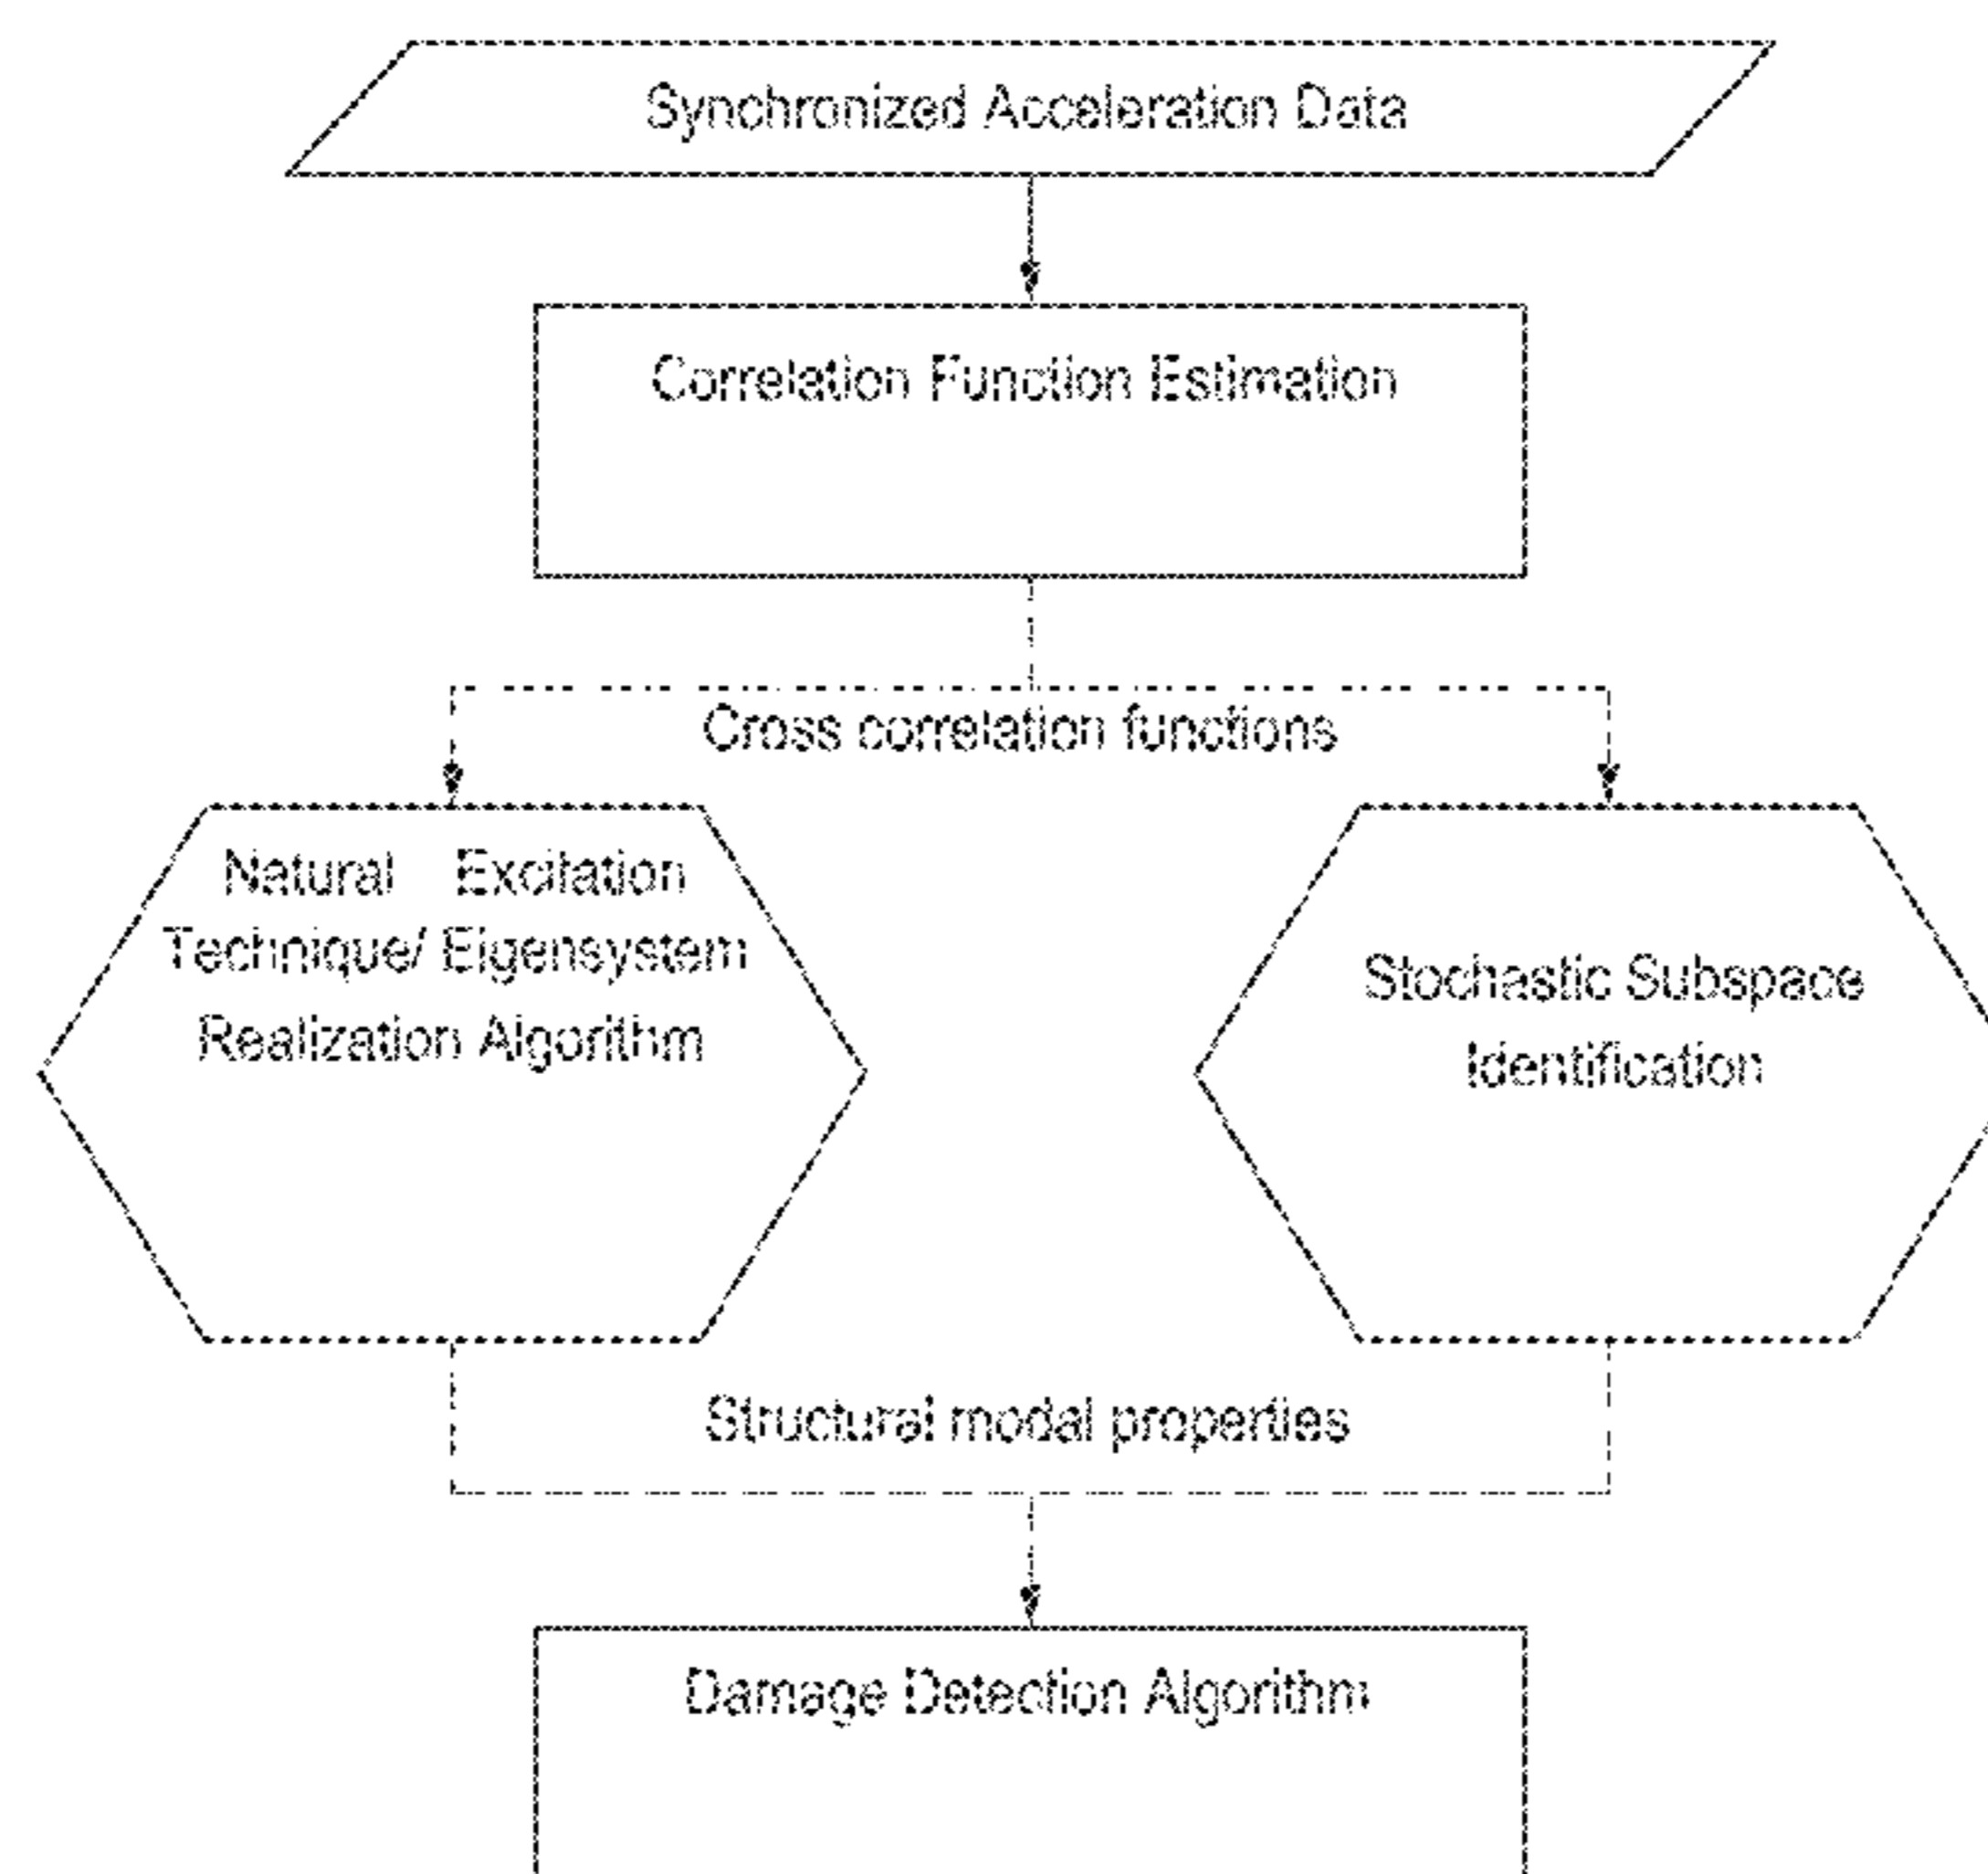 Synchronized Acceleration Data
Correlation Function Estimation
Cross correlation functions
Natural Excitation
Technique/ Eigensystem
Realization Algorithm
Stochastic Subspace
Identification
Structural modal properties
Damage Detection Algorithm